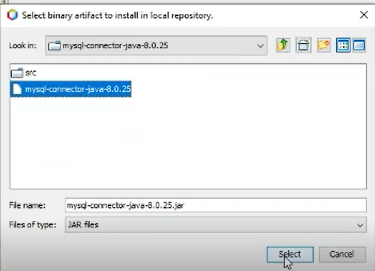 Select binary artifact to install in local repository.
Look in: mysql-connector-java-8.0.25
src
mysql-connector-java-8.0.25
File name: mysql-connector-java-8.0.25.jar
Files of type: JAR files
Select Cancel